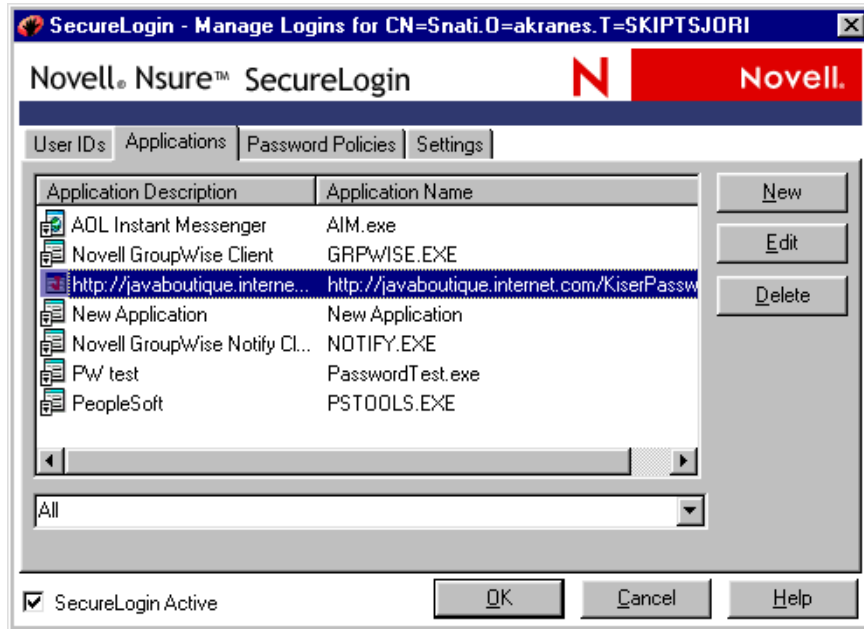 SecureLogin - Manage Logins for CN=Snati.O=akranes.T=SKIPTSJORI
Novell® Nsure™ SecureLogin N Novell.
User IDs Applications Password Policies Settings
Application Description Application Name
AOL Instant Messenger AIM.exe
Novell GroupWise Client GRPWISE.EXE
http://javaboutique.interne... http://javaboutique.internet.com/KiserPassw
New Application New Application
Novell GroupWise Notify Cl... NOTIFY.EXE
PW test PasswordTest.exe
PeopleSoft PSTOOLS.EXE
New
Edit
Delete
All
SecureLogin Active
OK Cancel Help